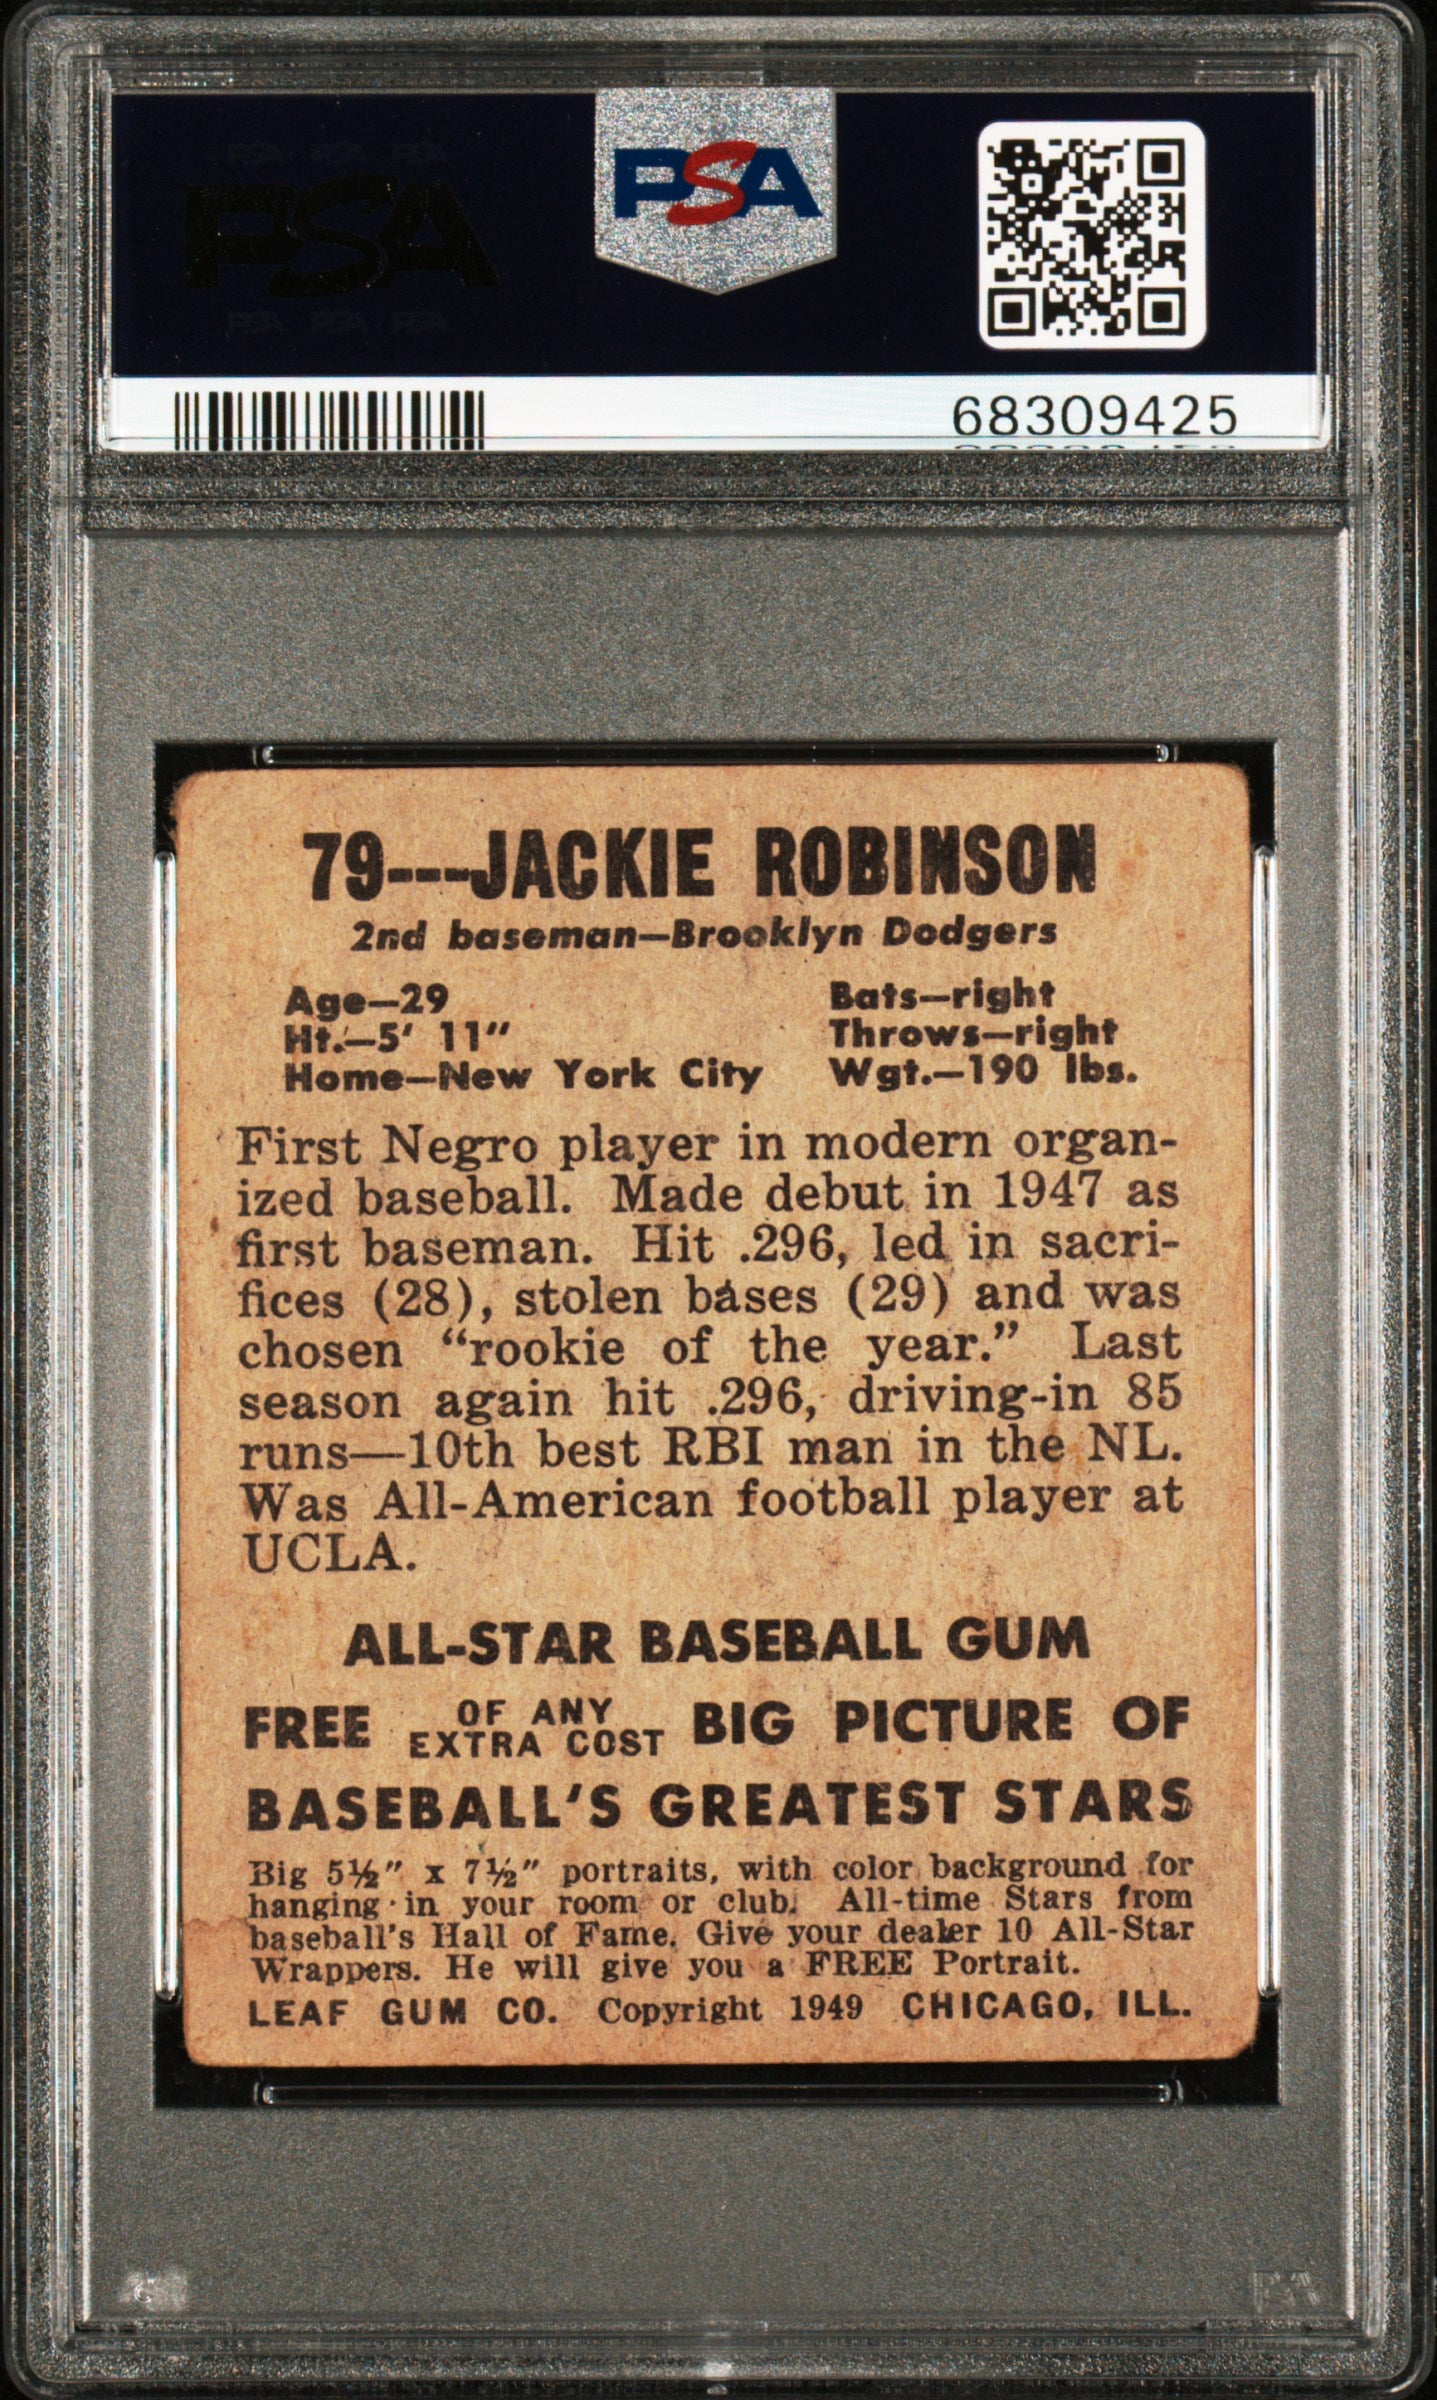 PSA PSA PSA
PSA
PSA PSA PSA
PSA
68309425
79---JACKIE ROBINSON
2nd baseman—Brooklyn Dodgers
Age—29 Bats—right
Ht.—5' 11" Throws—right
Home—New York City Wgt.—190 lbs.
First Negro player in modern organ-
ized baseball. Made debut in 1947 as
first baseman. Hit .296, led in sacri-
fices (28), stolen bases (29) and was
chosen "rookie of the year." Last
season again hit .296, driving-in 85
runs—10th best RBI man in the NL.
Was All-American football player at
UCLA.
ALL-STAR BASEBALL GUM
FREE OF ANY EXTRA COST BIG PICTURE OF
BASEBALL'S GREATEST STARS
Big 5½" x 7½" portraits, with color background for
hanging in your room or club. All-time Stars from
baseball's Hall of Fame. Give your dealer 10 All-Star
Wrappers. He will give you a FREE Portrait.
LEAF GUM CO. Copyright 1949 CHICAGO, ILL.